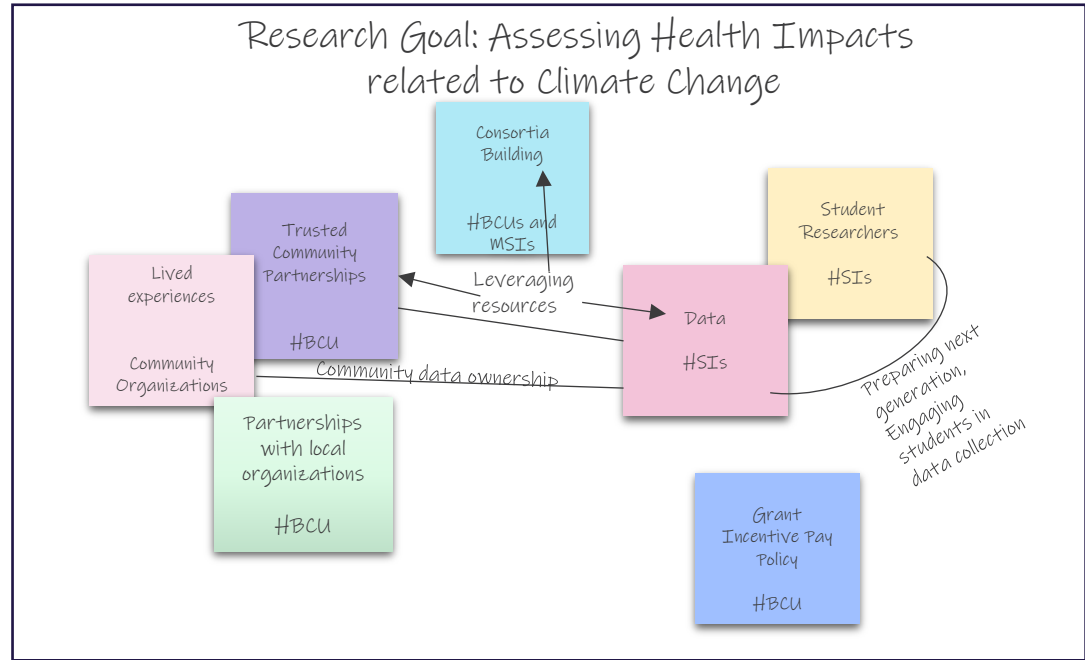 Research Goal: Assessing Health Impacts
related to Climate Change
Consortia
Building
HBCUs and
MSIs
Trusted
Community
Partnerships
HBCU
Student
Researchers
HSIs
Lived
experiences
Community
Organizations
Leveraging
resources
Data
HSIs
Community data ownership
Preparing next
generation,
Engaging
students in
data collection
Partnerships
with local
organizations
HBCU
Grant
Incentive Pay
Policy
HBCU